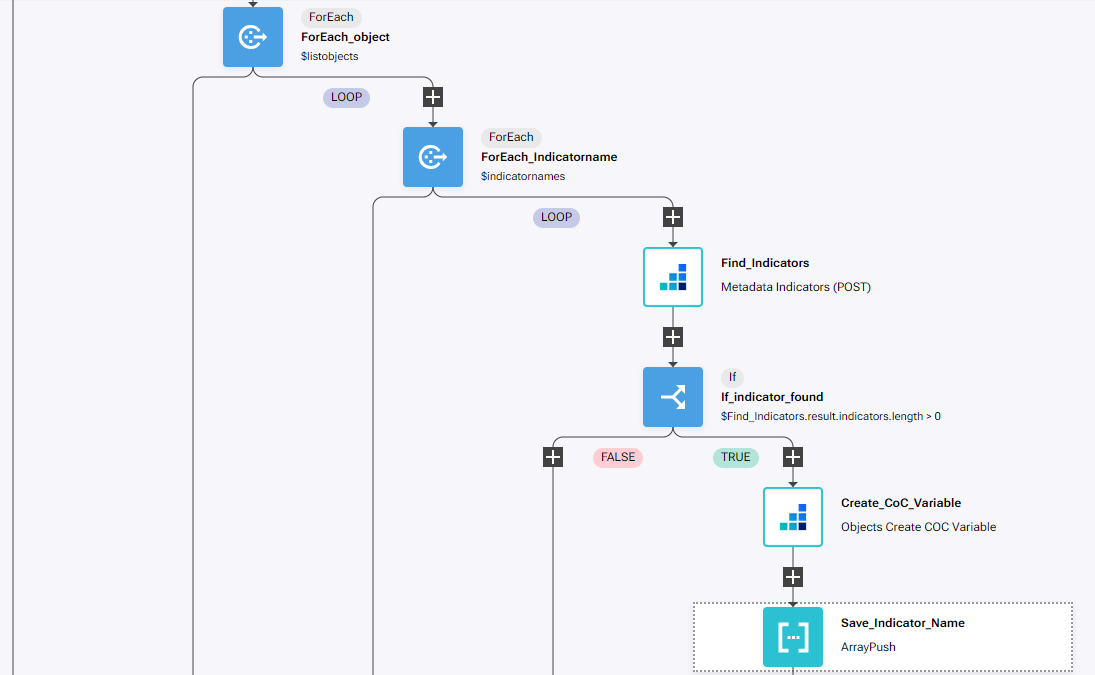 ForEach
ForEach_object
$listobjects
LOOP
ForEach
ForEach_Indicatorname
$indicatornames
LOOP
Find_Indicators
Metadata Indicators (POST)
If
If_indicator_found
$Find_Indicators.result.indicators.length > 0
FALSE
TRUE
Create_CoC_Variable
Objects Create COC Variable
Save_Indicator_Name
ArrayPush